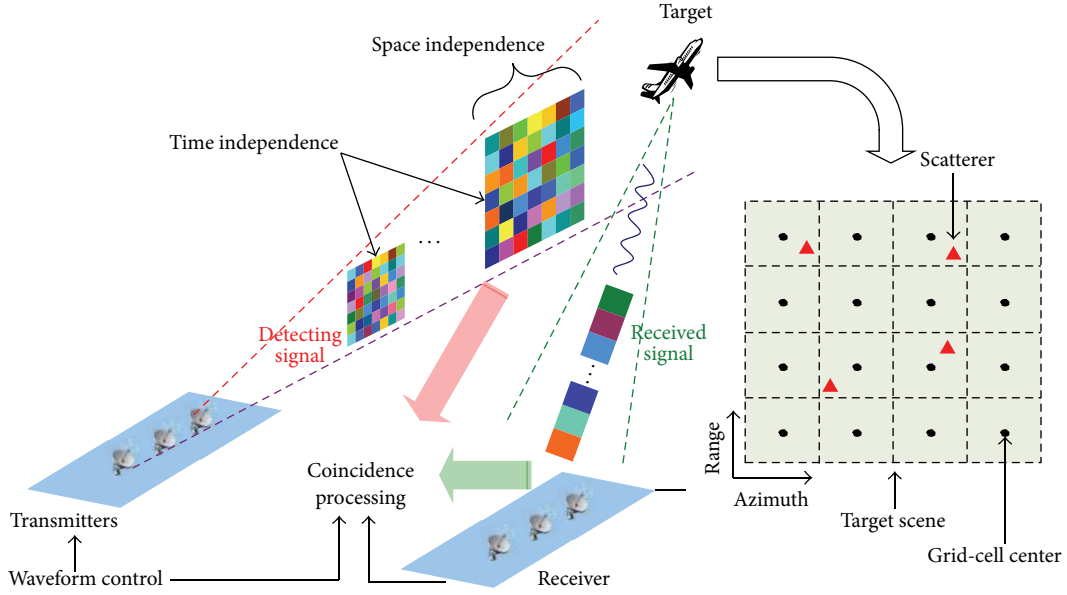 Target
Space independence
Time independence
Scatterer
...
Detecting
signal
Received
signal
...
Range
Azimuth
Coincidence
processing
Target scene
Transmitters
Grid-cell center
Waveform control
Receiver